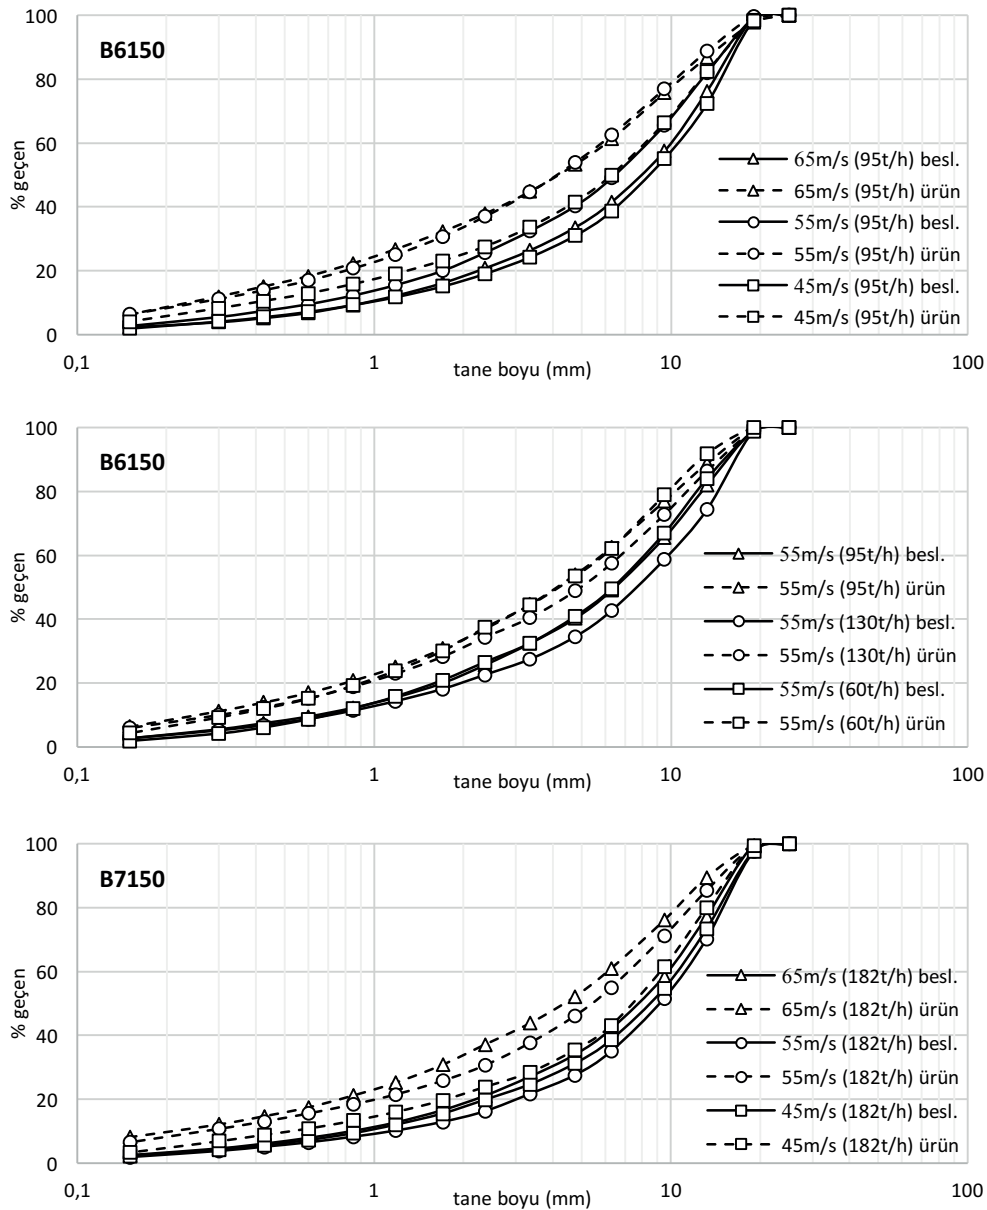 B6150
% geçen
100
80
60
40
20
0
65m/s (95t/h) besl.
65m/s (95t/h) ürün
55m/s (95t/h) besl.
55m/s (95t/h) ürün
45m/s (95t/h) besl.
45m/s (95t/h) ürün
0,1
1
10
100
tane boyu (mm)
B6150
% geçen
100
80
60
40
20
0
55m/s (95t/h) besl.
55m/s (95t/h) ürün
55m/s (130t/h) besl.
55m/s (130t/h) ürün
55m/s (60t/h) besl.
55m/s (60t/h) ürün
0,1
1
10
100
tane boyu (mm)
B7150
% geçen
100
80
60
40
20
0
65m/s (182t/h) besl.
65m/s (182t/h) ürün
55m/s (182t/h) besl.
55m/s (182t/h) ürün
45m/s (182t/h) besl.
45m/s (182t/h) ürün
0,1
1
10
100
tane boyu (mm)